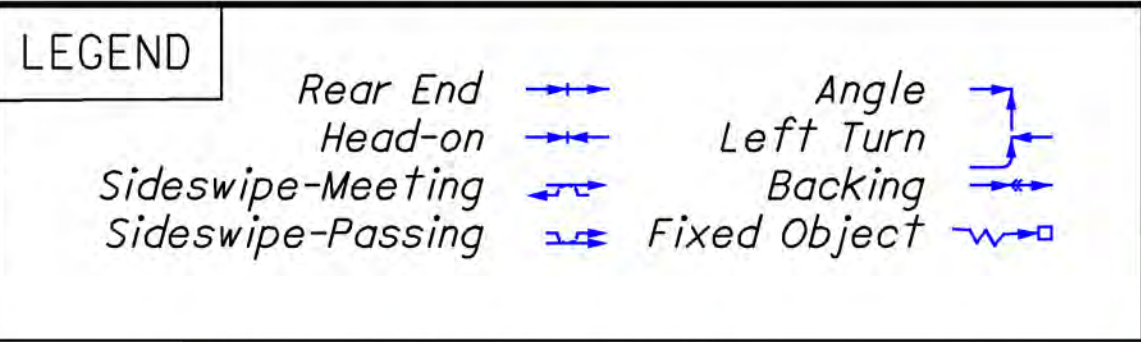 LEGEND
Rear End
Head-on
Sideswipe-Meeting
Sideswipe-Passing
Angle
Left Turn
Backing
Fixed Object